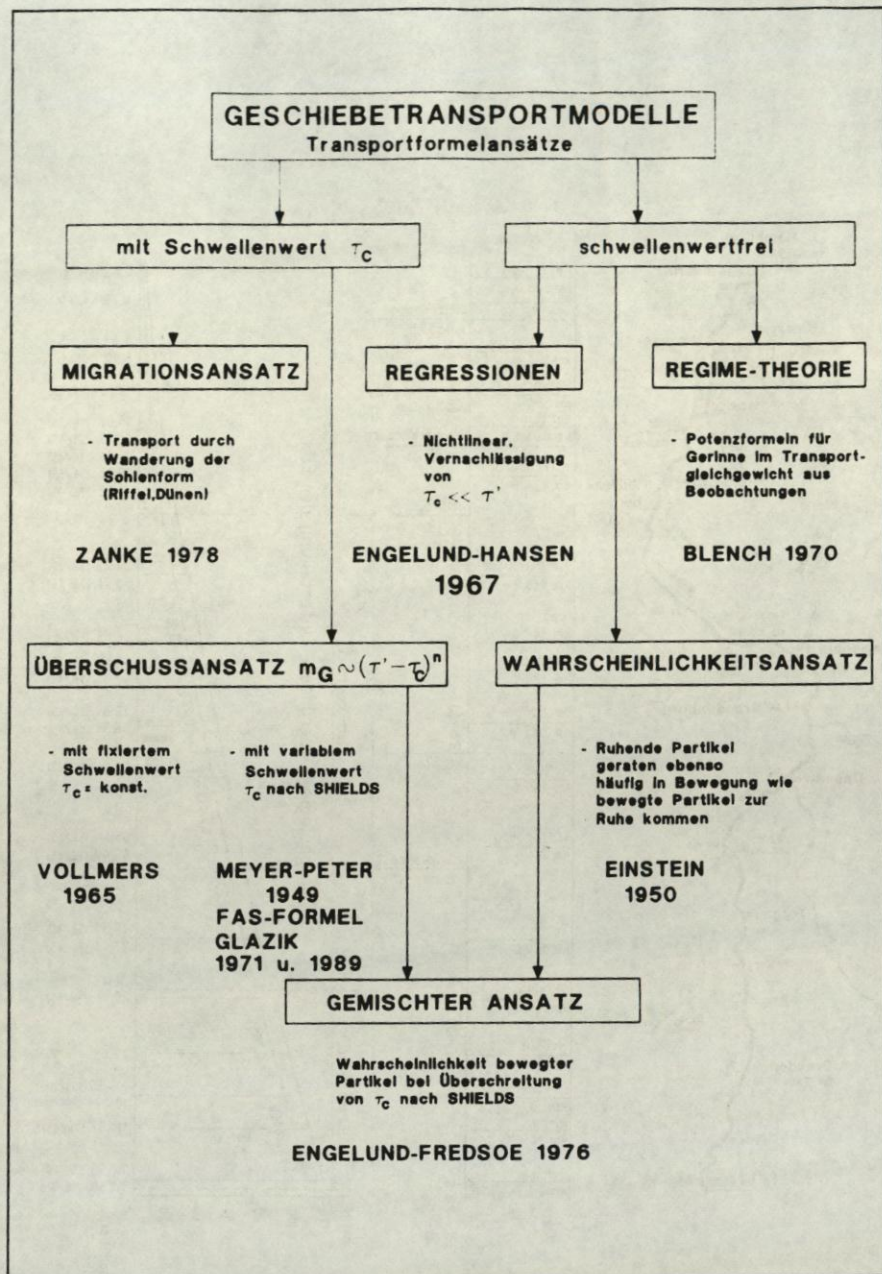 GESCHIEBETRANSPORTMODELLE
Transportformelansätze
mit Schwellenwert τc
schwellenwertfrei
MIGRATIONSANSATZ
REGRESSIONEN
REGIME-THEORIE
- Transport durch
Wanderung der
Sohlenform
(Riffel,Dünen)
- Nichtlinear,
Vernachlässigung
von
τc << τ'
- Potenzformeln für
Gerinne im Transport-
gleichgewicht aus
Beobachtungen
ZANKE 1978
ENGELUND-HANSEN
1967
BLENCH 1970
ÜBERSCHUSSANSATZ mG ~ (τ' - τc)ⁿ
WAHRSCHEINLICHKEITSANSATZ
- mit fixiertem
Schwellenwert
τc = konst.
- mit variablem
Schwellenwert
τc nach SHIELDS
- Ruhende Partikel
geraten ebenso
häufig in Bewegung wie
bewegte Partikel zur
Ruhe kommen
VOLLMERS
1965
MEYER-PETER
1949
FAS-FORMEL
GLAZIK
1971 u. 1989
EINSTEIN
1950
GEMISCHTER ANSATZ
Wahrscheinlichkeit bewegter
Partikel bei Überschreitung
von τc nach SHIELDS
ENGELUND-FREDSOE 1976